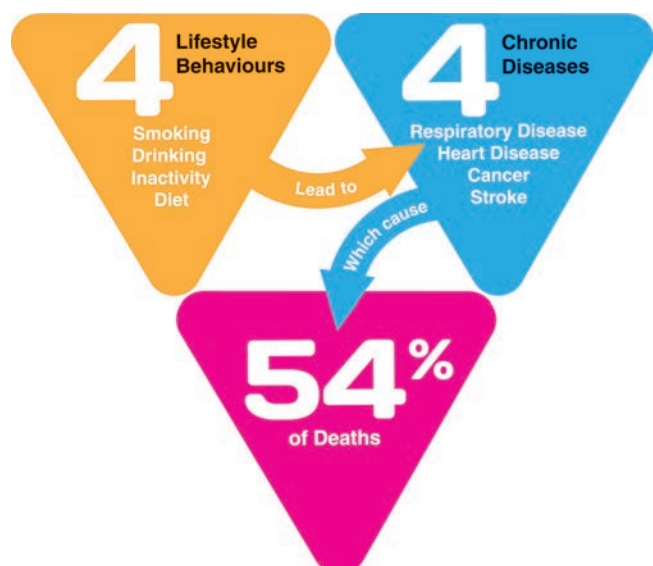 4 Lifestyle
Behaviours
Smoking
Drinking
Inactivity
Diet
Lead to
4 Chronic
Diseases
Respiratory Disease
Heart Disease
Cancer
Stroke
Which cause
54%
of Deaths